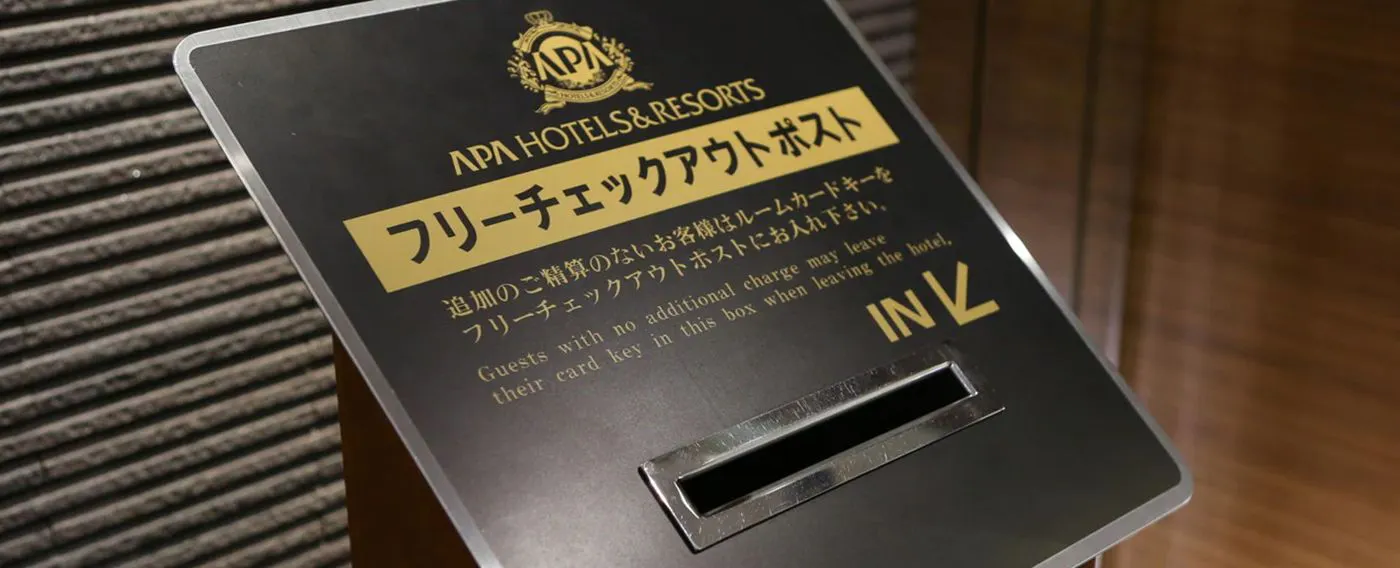 APA
HOTELS&RESORTS
APA HOTELS&RESORTS
フリーチェックアウトポスト
追加のご精算のないお客様はルームカードキーを
フリーチェックアウトポストにお入れ下さい。
Guests with no additional charge may leave
their card key in this box when leaving the hotel.
IN